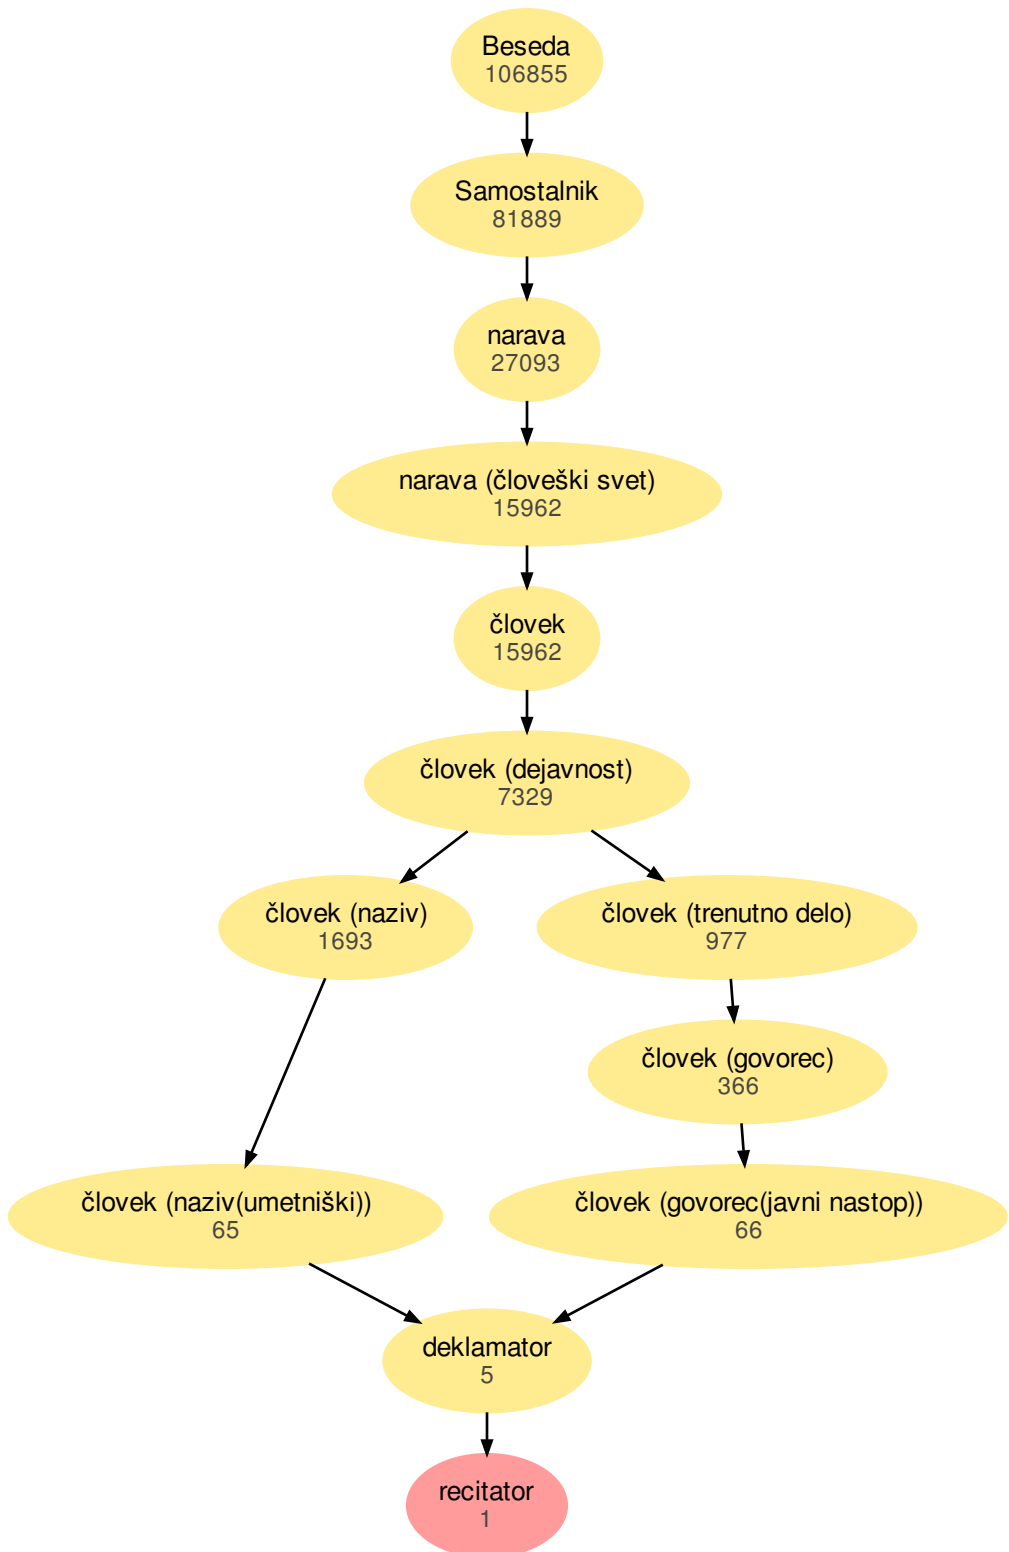 Beseda
106855
Samostalnik
81889
narava
27093
narava (človeški svet)
15962
človek
15962
človek (dejavnost)
7329
človek (naziv)
1693
človek (trenutno delo)
977
človek (govorec)
366
človek (naziv(umetniški))
65
človek (govorec(javni nastop))
66
deklamator
5
recitator
1